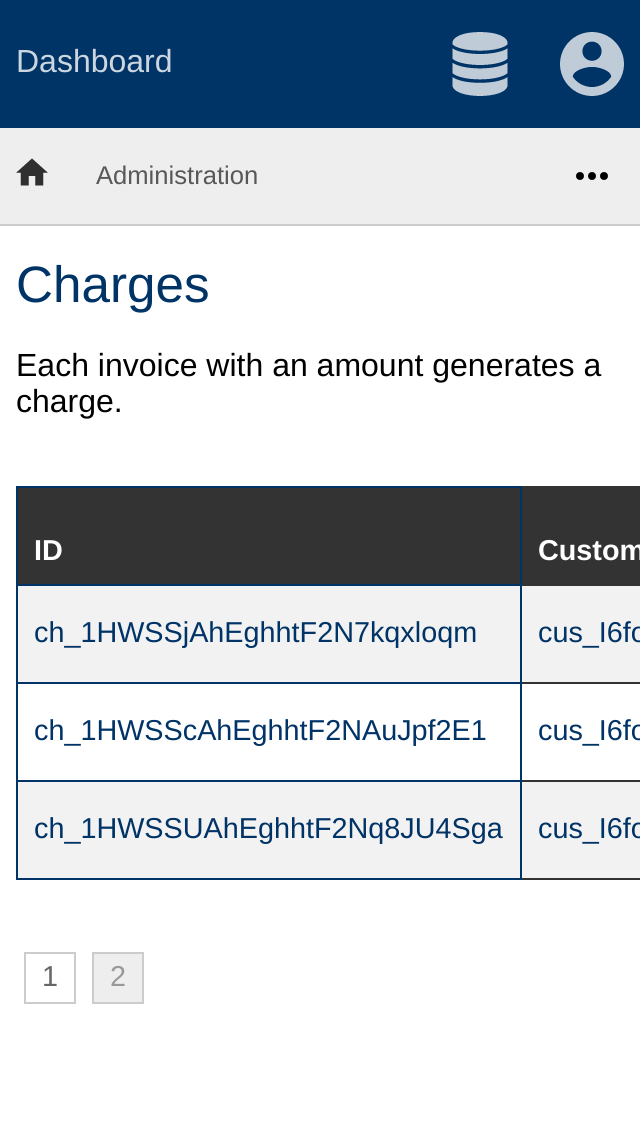 Dashboard
Administration
Charges
Each invoice with an amount generates a
charge.
ID Custom
ch_1HWSSjAhEghhtF2N7kqxloqm cus_I6fo
ch_1HWSScAhEghhtF2NAuJpf2E1 cus_I6fo
ch_1HWSSUAhEghhtF2Nq8JU4Sga cus_I6fo
1 2